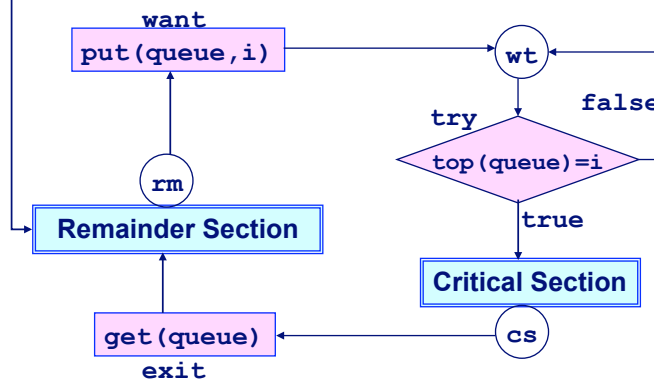 want
put(queue,i)
wt
false
try
top(queue)=i
rm
true
Remainder Section
Critical Section
get(queue)
cs
exit